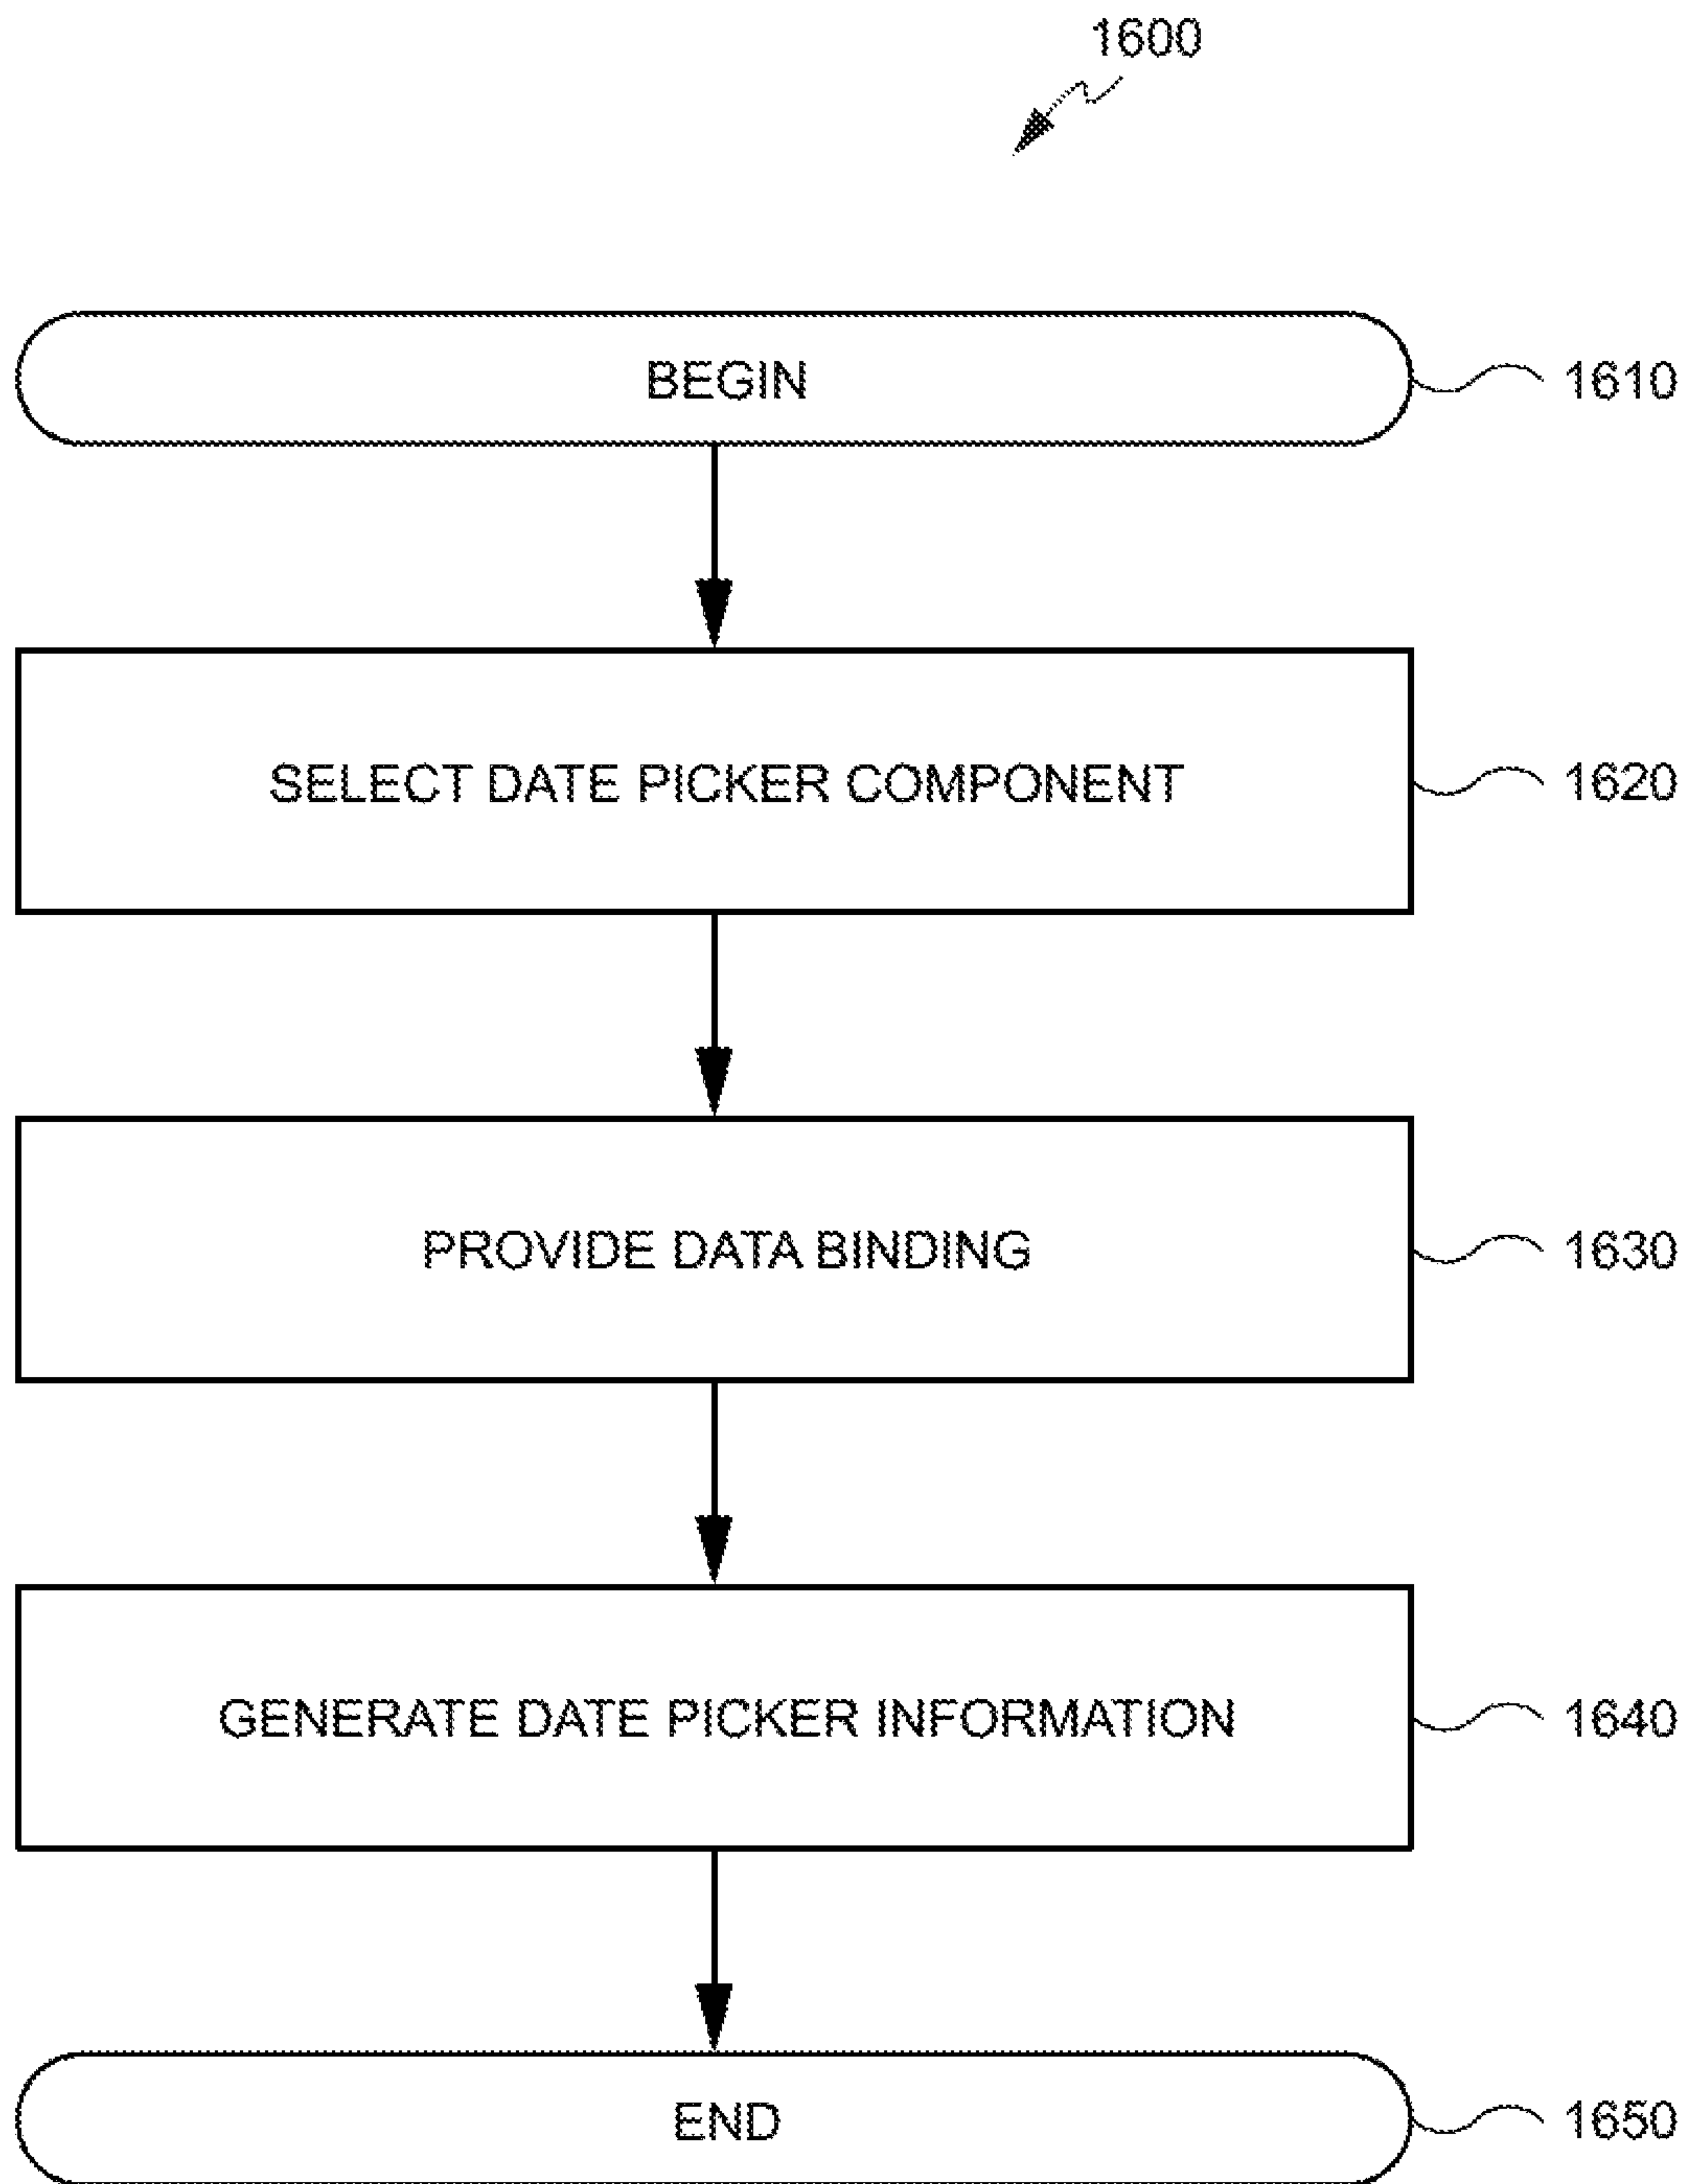 1600
BEGIN
1610
SELECT DATE PICKER COMPONENT
1620
PROVIDE DATA BINDING
1630
GENERATE DATE PICKER INFORMATION
1640
END
1650